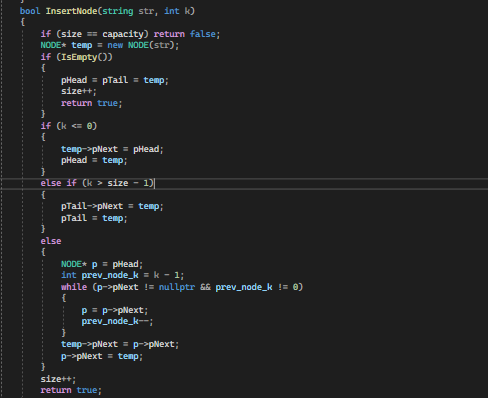 bool InsertNode(string str, int k)
{
if (size == capacity) return false;
NODE* temp = new NODE(str);
if (IsEmpty())
{
pHead = pTail = temp;
size++;
return true;
}
if (k <= 0)
{
temp->pNext = pHead;
pHead = temp;
}
else if (k > size - 1)
{
pTail->pNext = temp;
pTail = temp;
}
else
{
NODE* p = pHead;
int prev_node_k = k - 1;
while (p->pNext != nullptr && prev_node_k != 0)
{
p = p->pNext;
prev_node_k--;
}
temp->pNext = p->pNext;
p->pNext = temp;
}
size++;
return true;